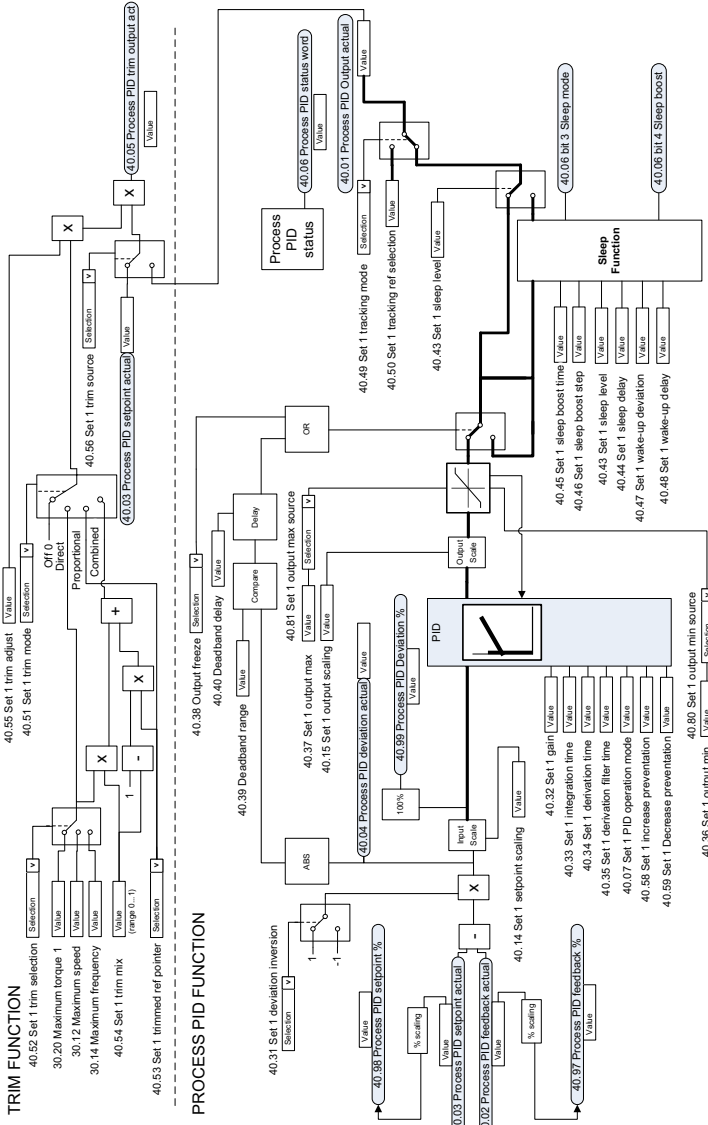 TRIM FUNCTION
40.55 Set 1 trim adjust Value
40.51 Set 1 trim mode Selection v
40.52 Set 1 trim selection Selection v
30.20 Maximum torque 1 Value
30.12 Maximum speed Value
30.14 Maximum frequency Value
40.54 Set 1 trim mix Value
(range 0... 1)
40.53 Set 1 trimmed ref pointer Selection v
1
-
X
X
+
Off 0
Direct
Proportional
Combined
40.56 Set 1 trim source Selection v
40.03 Process PID setpoint actual Value
X
X
40.05 Process PID trim output act
Value
PROCESS PID FUNCTION
40.38 Output freeze Selection v
40.40 Deadband delay Value
40.39 Deadband range Value
Compare
Delay
OR
ABS
40.81 Set 1 output max source
40.37 Set 1 output max Value Selection v
40.15 Set 1 output scaling Value
40.04 Process PID deviation actual Value
40.99 Process PID Deviation %
Value
100%
40.31 Set 1 deviation inversion
Selection v
1
-1
Value
40.98 Process PID setpoint %
% scaling
Value
0.03 Process PID setpoint actual
0.02 Process PID feedback actual
Value
% scaling
40.97 Process PID feedback %
Value
-
X
Input
Scale
40.14 Set 1 setpoint scaling Value
PID
Output
Scale
40.32 Set 1 gain Value
40.33 Set 1 integration time Value
40.34 Set 1 derivation time Value
40.35 Set 1 derivation filter time Value
40.07 Set 1 PID operation mode Value
40.58 Set 1 increase preventation Value
40.59 Set 1 Decrease preventation Value
40.80 Set 1 output min source
40.36 Set 1 output min Value Selection v
Process
PID
status
40.06 Process PID status word
Value
40.01 Process PID Output actual
Value
40.49 Set 1 tracking mode Selection v
40.50 Set 1 tracking ref selection Value
40.43 Set 1 sleep level Value
Sleep
Function
40.45 Set 1 sleep boost time Value
40.46 Set 1 sleep boost step Value
40.43 Set 1 sleep level Value
40.44 Set 1 sleep delay Value
40.47 Set 1 wake-up deviation Value
40.48 Set 1 wake-up delay Value
40.06 bit 3 Sleep mode
40.06 bit 4 Sleep boost